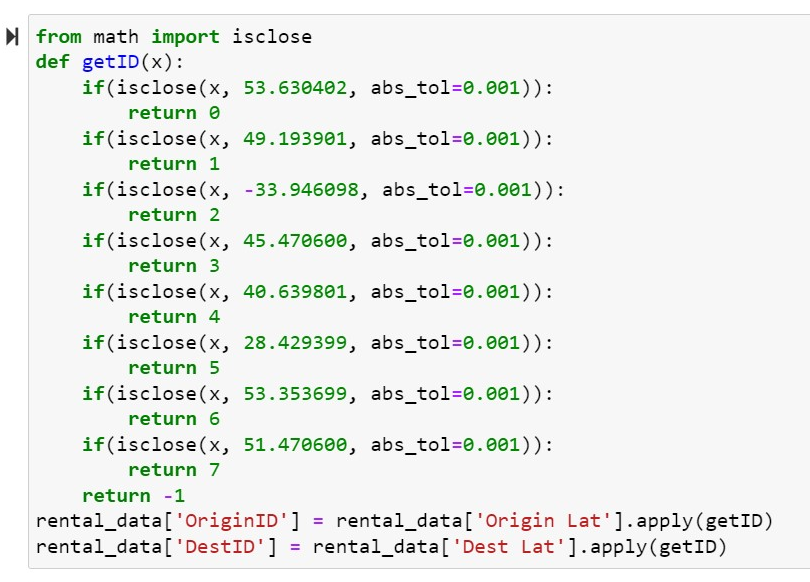 from math import isclose
def getID(x):
    if(isclose(x, 53.630402, abs_tol=0.001)):
        return 0
    if(isclose(x, 49.193901, abs_tol=0.001)):
        return 1
    if(isclose(x, -33.946098, abs_tol=0.001)):
        return 2
    if(isclose(x, 45.470600, abs_tol=0.001)):
        return 3
    if(isclose(x, 40.639801, abs_tol=0.001)):
        return 4
    if(isclose(x, 28.429399, abs_tol=0.001)):
        return 5
    if(isclose(x, 53.353699, abs_tol=0.001)):
        return 6
    if(isclose(x, 51.470600, abs_tol=0.001)):
        return 7
    return -1
rental_data['OriginID'] = rental_data['Origin Lat'].apply(getID)
rental_data['DestID'] = rental_data['Dest Lat'].apply(getID)